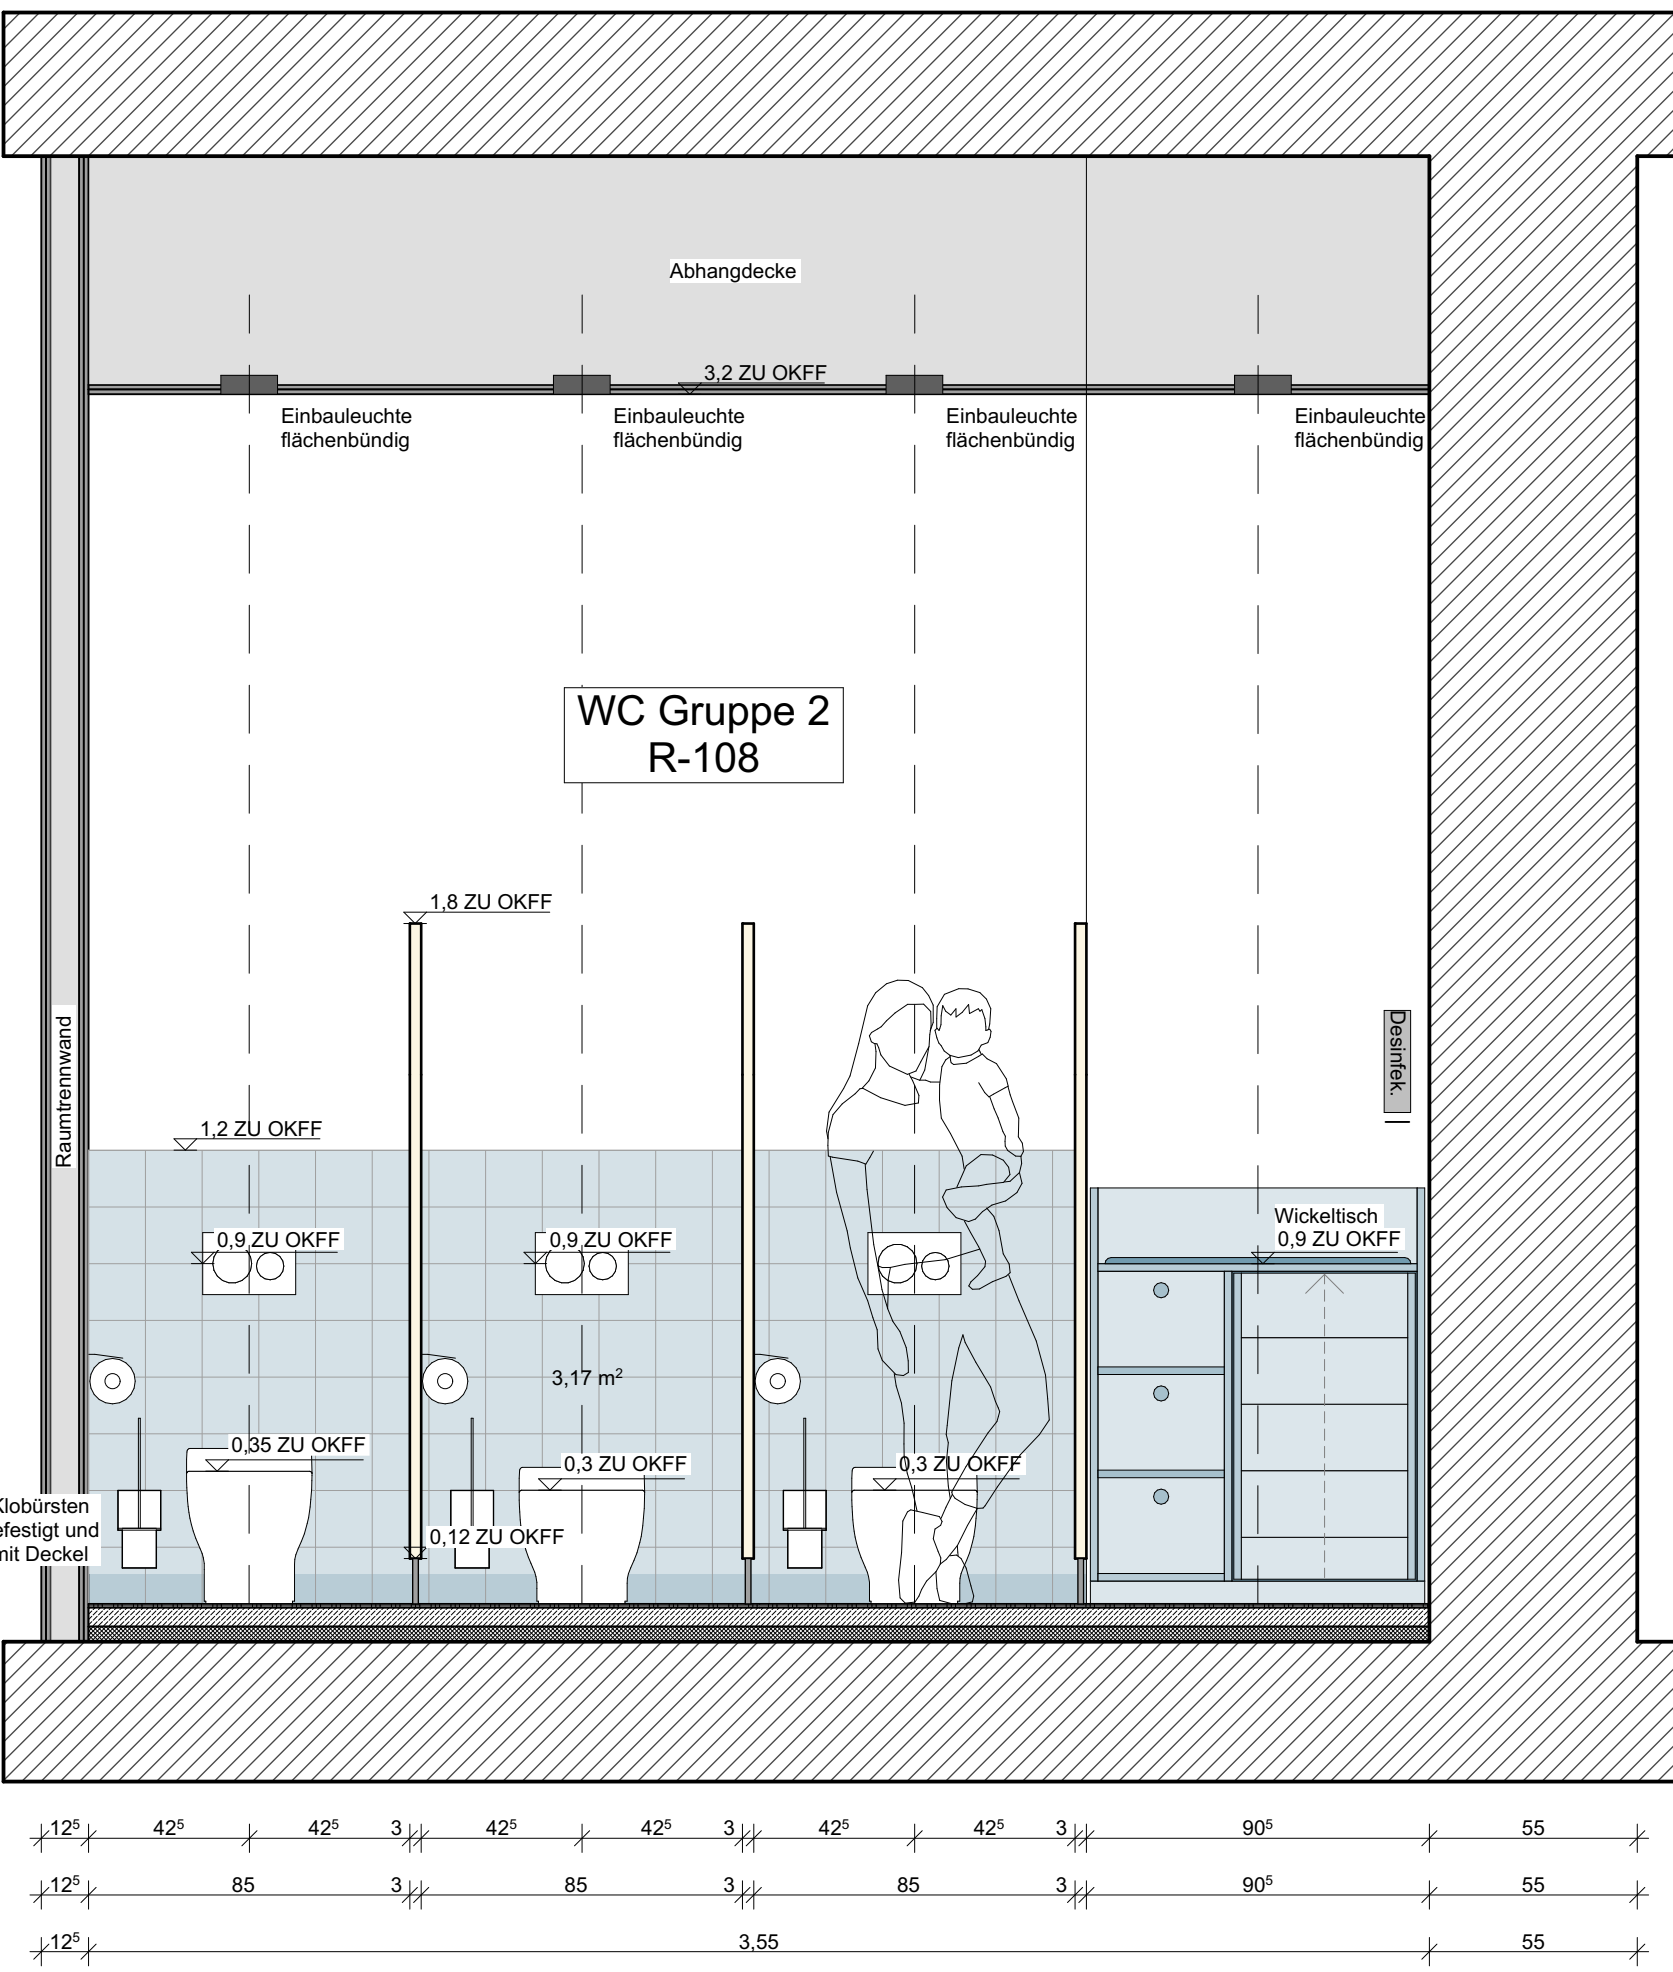 Abhangdecke
3,2 ZU OKFF
Einbauleuchte
flächenbündig
Einbauleuchte
flächenbündig
Einbauleuchte
flächenbündig
Einbauleuchte
flächenbündig
WC Gruppe 2
R-108
1,8 ZU OKFF
Raumtrennwand
Desinfek.
1,2 ZU OKFF
Wickeltisch
0,9 ZU OKFF
0,9 ZU OKFF
0,9 ZU OKFF
3,17 m²
0,35 ZU OKFF
0,3 ZU OKFF
0,3 ZU OKFF
Klobürsten
efestigt und
mit Deckel
0,12 ZU OKFF
12⁵ 42⁵ 42⁵ 3 42⁵ 42⁵ 3 42⁵ 42⁵ 3 90⁵ 55
12⁵ 85 3 85 3 85 3 90⁵ 55
12⁵ 3,55 55